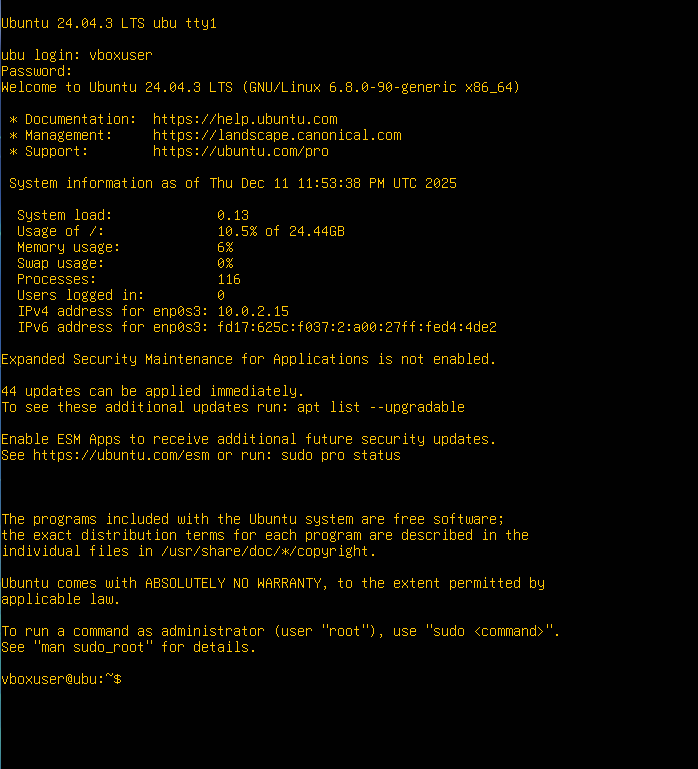 Ubuntu 24.04.3 LTS ubu tty1
ubu login: vboxuser
Password:
Welcome to Ubuntu 24.04.3 LTS (GNU/Linux 6.8.0-90-generic x86_64)
* Documentation:  https://help.ubuntu.com
* Management:     https://landscape.canonical.com
* Support:        https://ubuntu.com/pro
System information as of Thu Dec 11 11:53:38 PM UTC 2025
System load:             0.13
Usage of /:              10.5% of 24.44GB
Memory usage:            6%
Swap usage:              0%
Processes:               116
Users logged in:         0
IPv4 address for enp0s3: 10.0.2.15
IPv6 address for enp0s3: fd17:625c:f037:2:a00:27ff:fed4:4de2
Expanded Security Maintenance for Applications is not enabled.
44 updates can be applied immediately.
To see these additional updates run: apt list --upgradable
Enable ESM Apps to receive additional future security updates.
See https://ubuntu.com/esm or run: sudo pro status
The programs included with the Ubuntu system are free software;
the exact distribution terms for each program are described in the
individual files in /usr/share/doc/*/copyright.
Ubuntu comes with ABSOLUTELY NO WARRANTY, to the extent permitted by
applicable law.
To run a command as administrator (user "root"), use "sudo <command>".
See "man sudo_root" for details.
vboxuser@ubu:~$